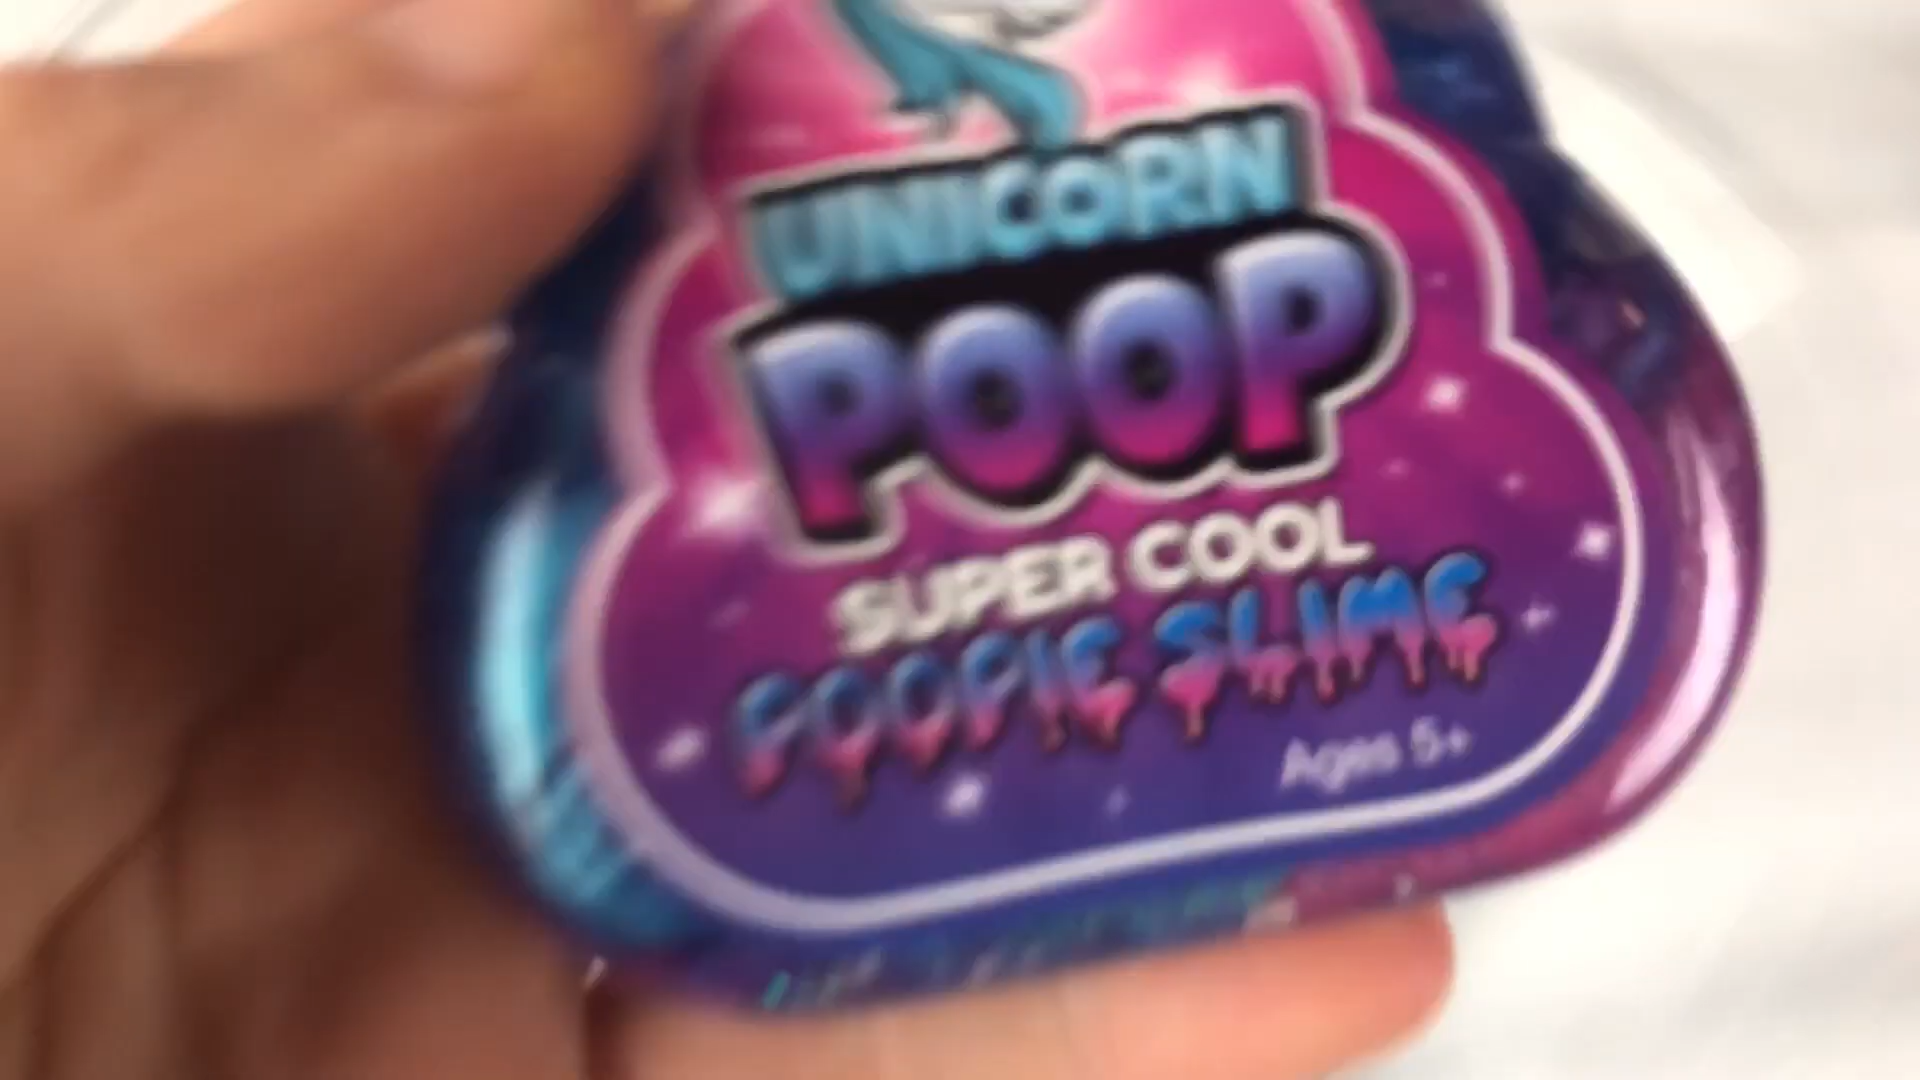 UNICORN
POOP
SUPER COOL
POOPIE SLIME
Ages 5+